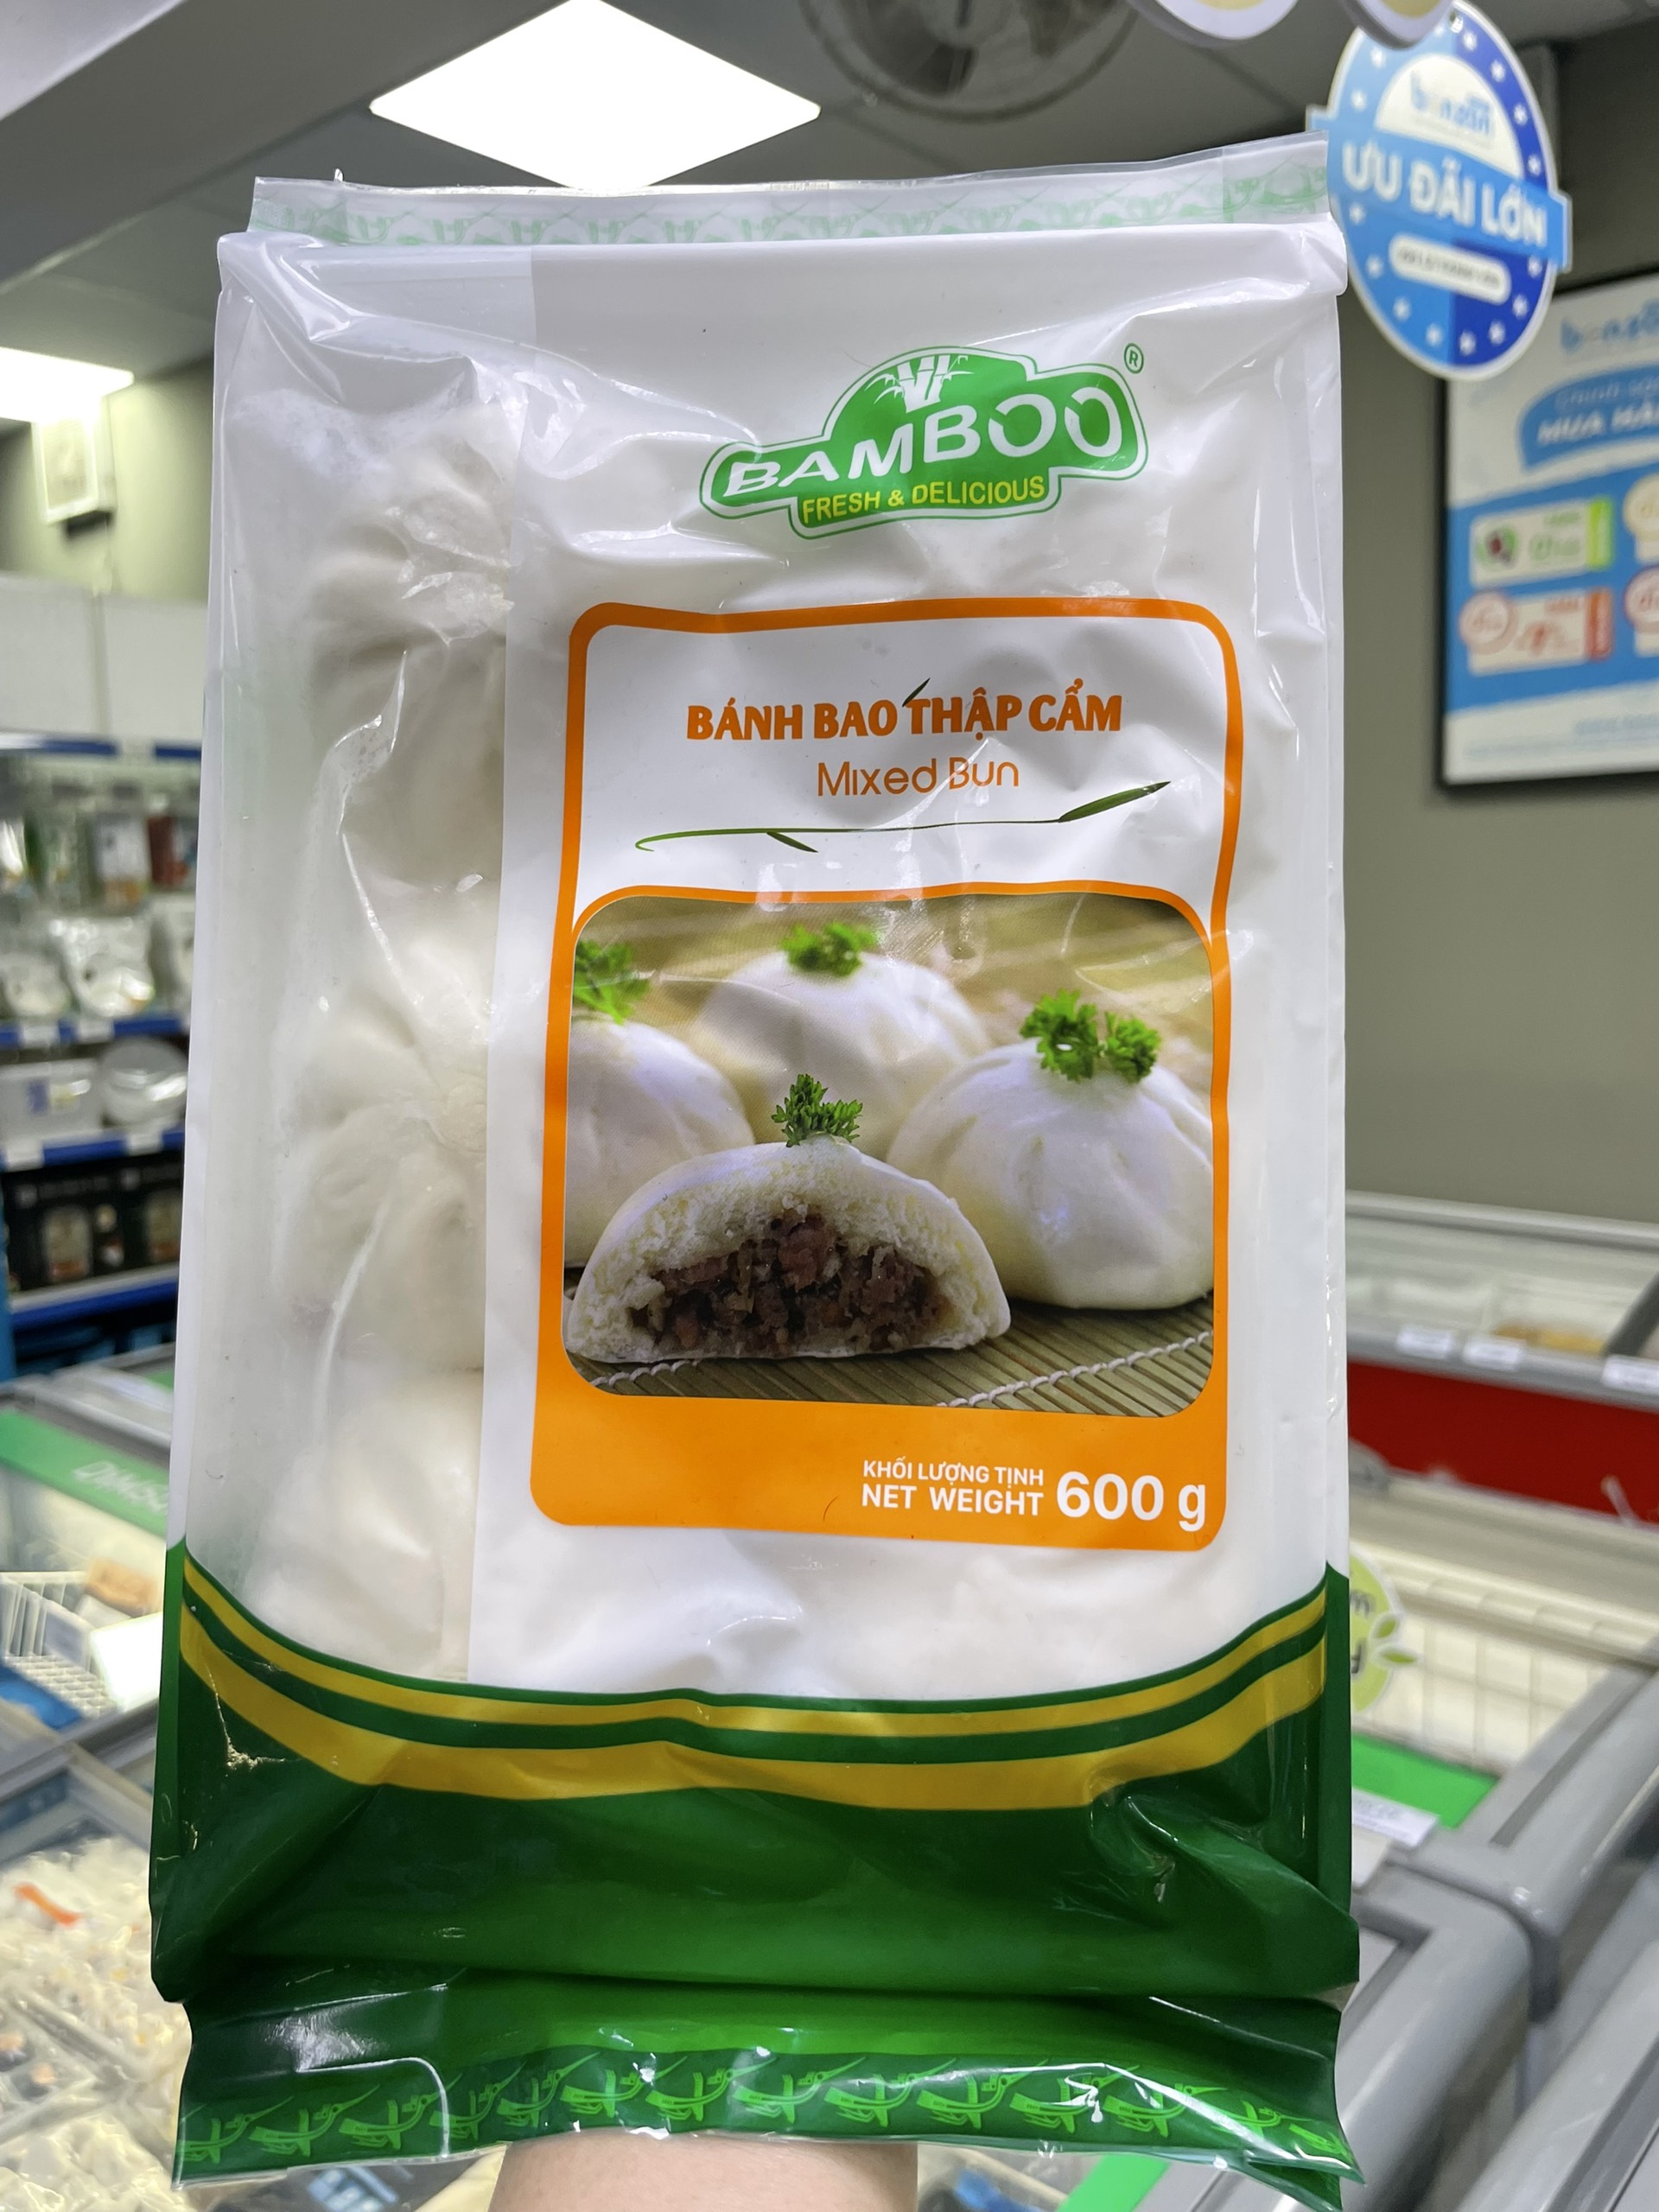 ƯU ĐÃI LỚN
BAMBOO
®
FRESH & DELICIOUS
BÁNH BAO THẬP CẨM
Mixed Bun
KHỐI LƯỢNG TỊNH
NET WEIGHT 600 g